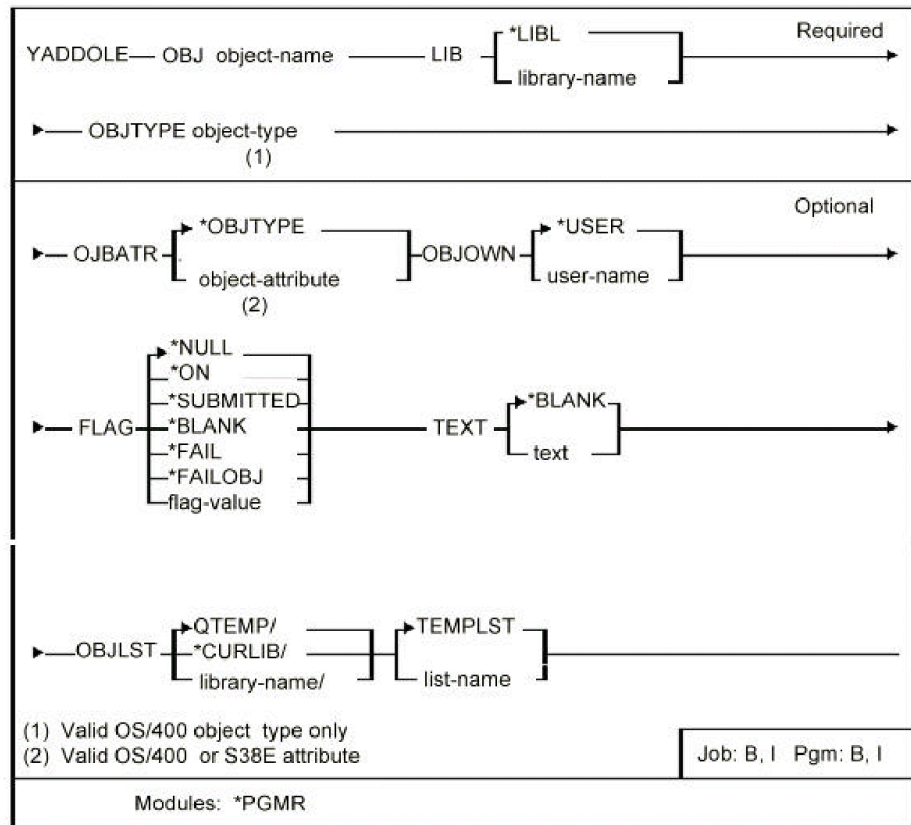 Required
YADDOLE OBJ object-name LIB *LIBL
library-name
OBJTYPE object-type
(1)
Optional
OJBATR *OBJTYPE OBJOWN *USER
object-attribute user-name
(2)
*NULL
*ON
*SUBMITTED
FLAG *BLANK TEXT *BLANK
*FAIL text
*FAILOBJ
flag-value
QTEMP/ TEMPLST
OBJLST *CURLIB/
library-name/ list-name
(1) Valid OS/400 object type only
(2) Valid OS/400 or S38E attribute
Job: B, I Pgm: B, I
Modules: *PGMR